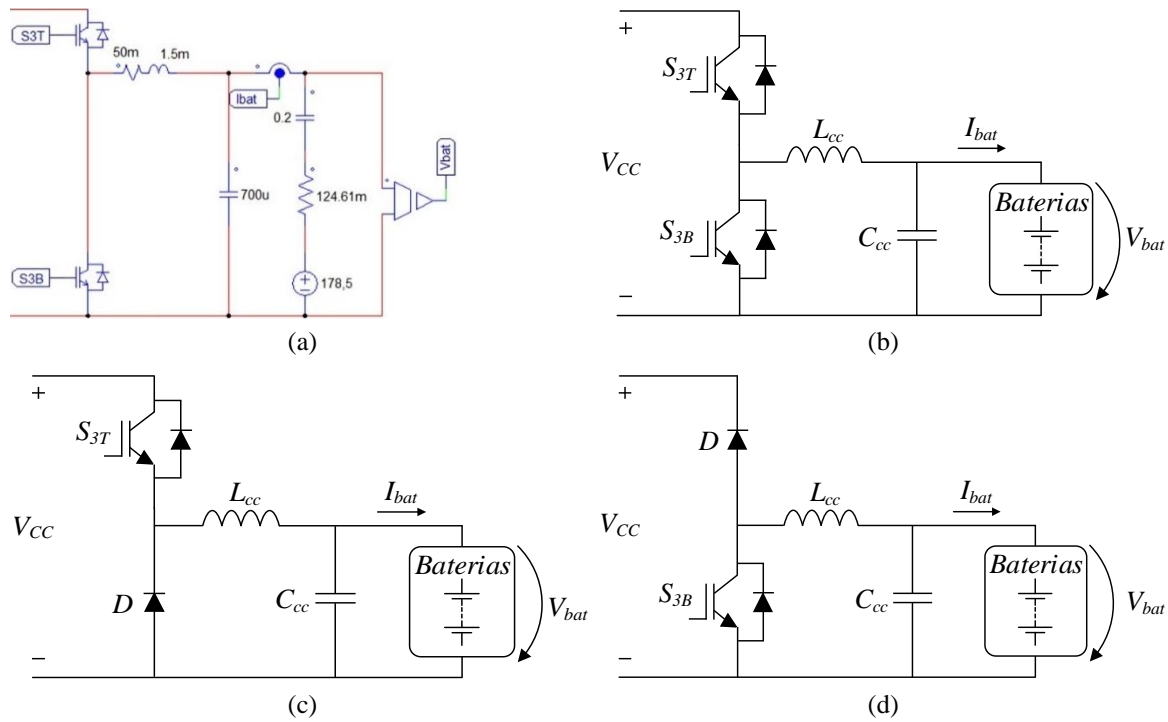 S3T
50m
1.5m
Ibat
0.2
Vbat
700u
124.61m
S3B
178,5
(a)
S3T
Lcc
Ibat
VCC
Baterias
S3B
Ccc
Vbat
−
(b)
+
S3T
Lcc
Ibat
VCC
Baterias
D
Ccc
Vbat
−
(c)
+
D
Lcc
Ibat
VCC
Baterias
S3B
Ccc
Vbat
−
(d)